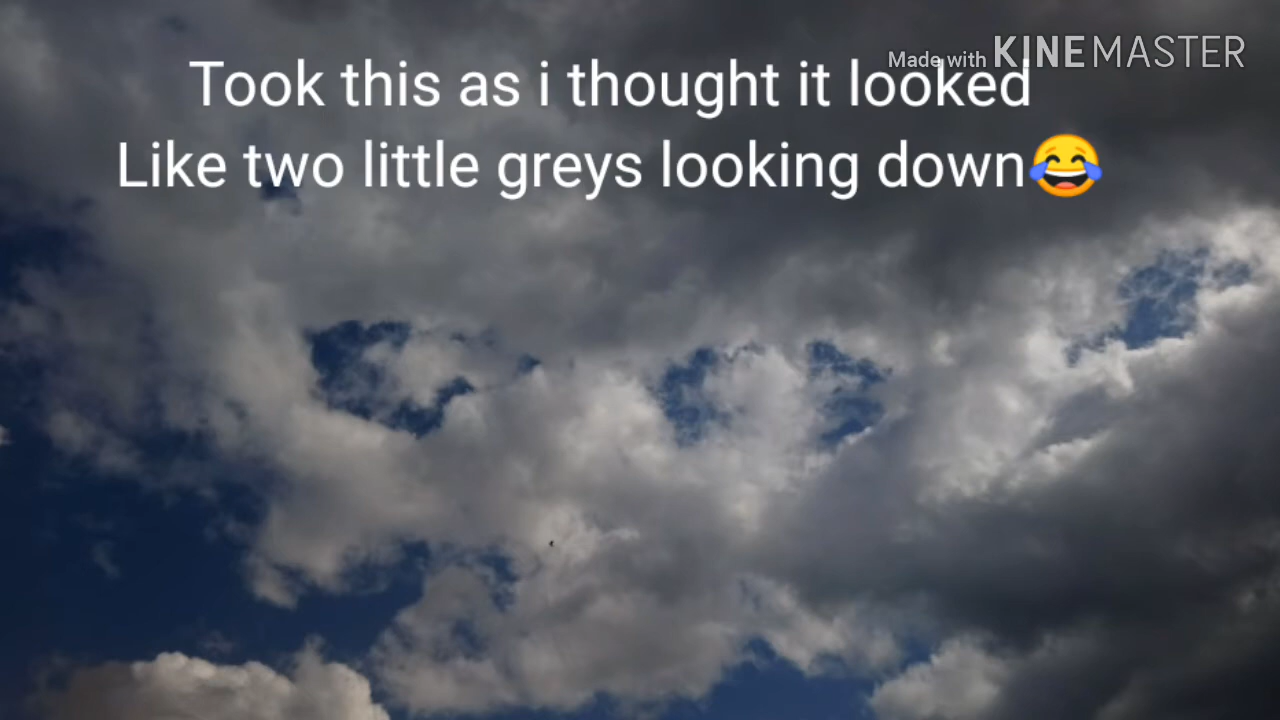 Made with KINEMASTER
Took this as i thought it looked
Like two little greys looking down😂